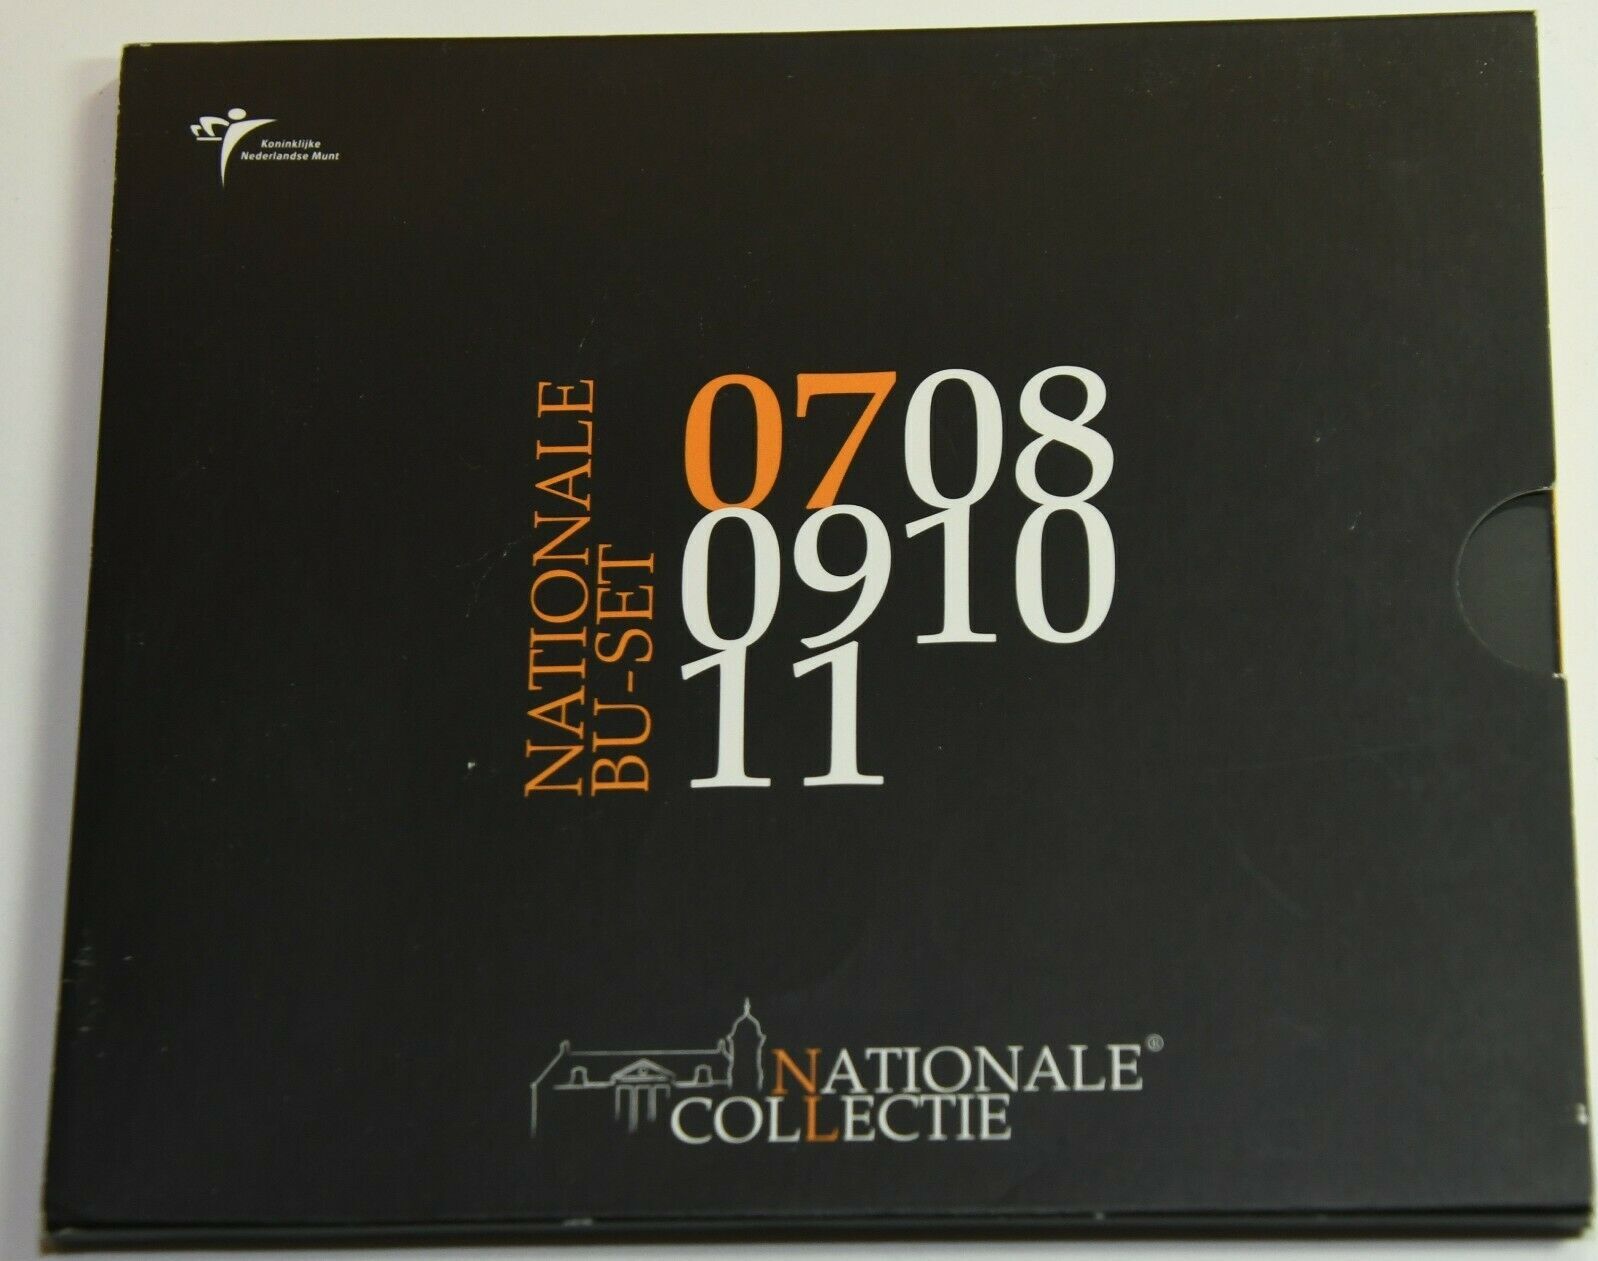 Koninklijke
Nederlandse Munt
NATIONALE
BU-SET
0708
0910
11
NATIONALE®
COLLECTIE